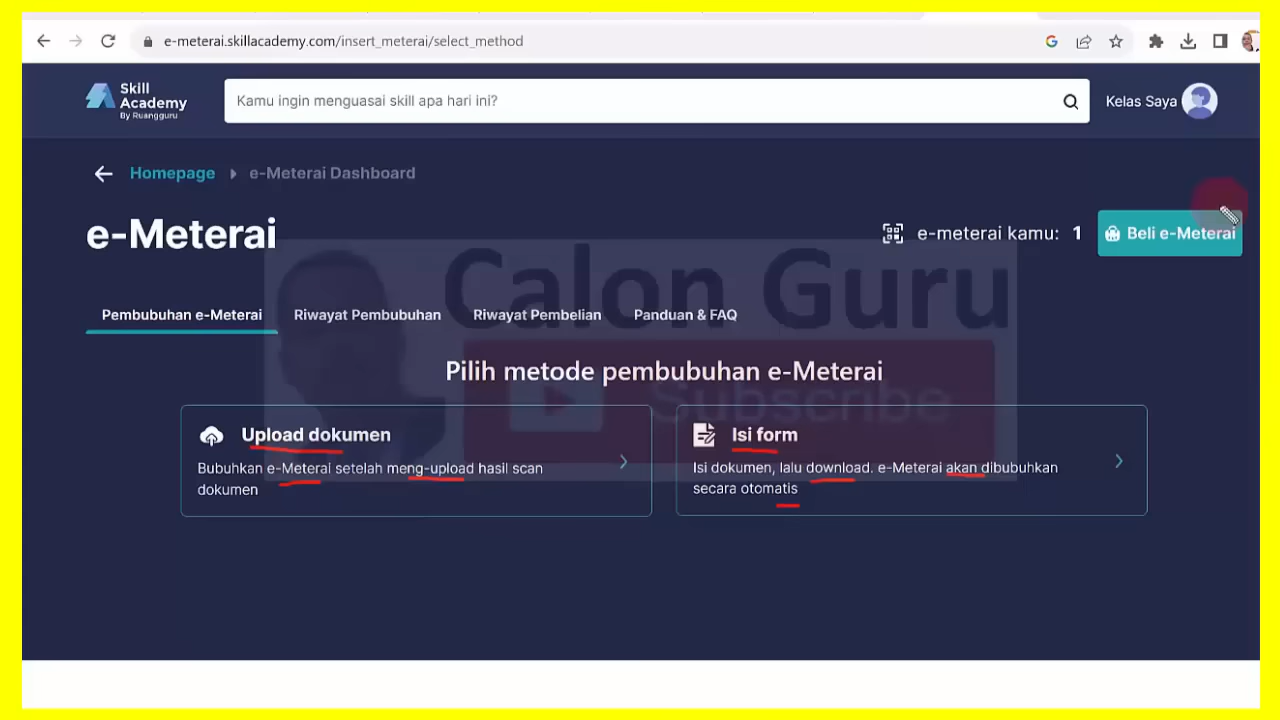 e-meterai.skillacademy.com/insert_meterai/select_method
Skill
Academy
By Ruangguru
Kamu ingin menguasai skill apa hari ini?
Kelas Saya
Homepage
e-Meterai Dashboard
e-Meterai
e-meterai kamu: 1
Beli e-Meterai
Calon Guru
Pembubuhan e-Meterai
Riwayat Pembubuhan
Riwayat Pembelian
Panduan & FAQ
Pilih metode pembubuhan e-Meterai
Subscribe
Upload dokumen
Bubuhkan e-Meterai setelah meng-upload hasil scan
dokumen
Isi form
Isi dokumen, lalu download. e-Meterai akan dibubuhkan
secara otomatis